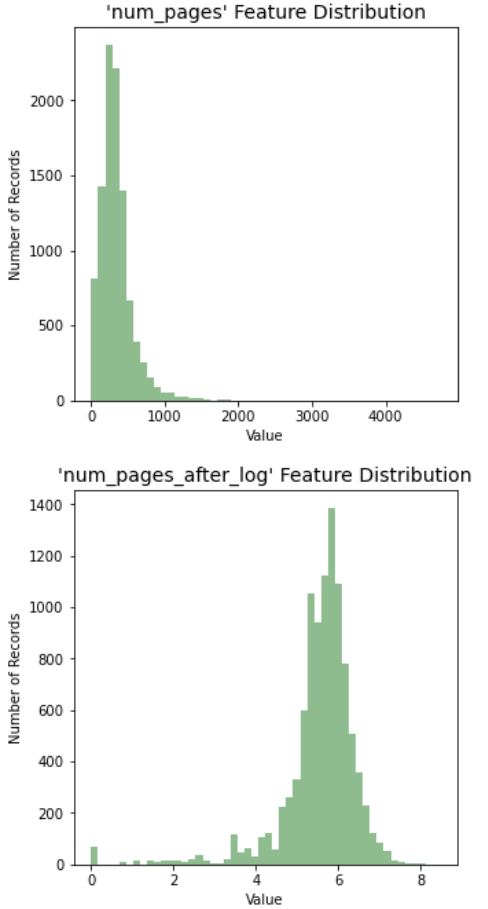 'num_pages' Feature Distribution
2000
1500
1000
500
0
Number of Records
0 1000 2000 3000 4000
Value
'num_pages_after_log' Feature Distribution
1400
1200
1000
800
600
400
200
0
Number of Records
0 2 4 6 8
Value